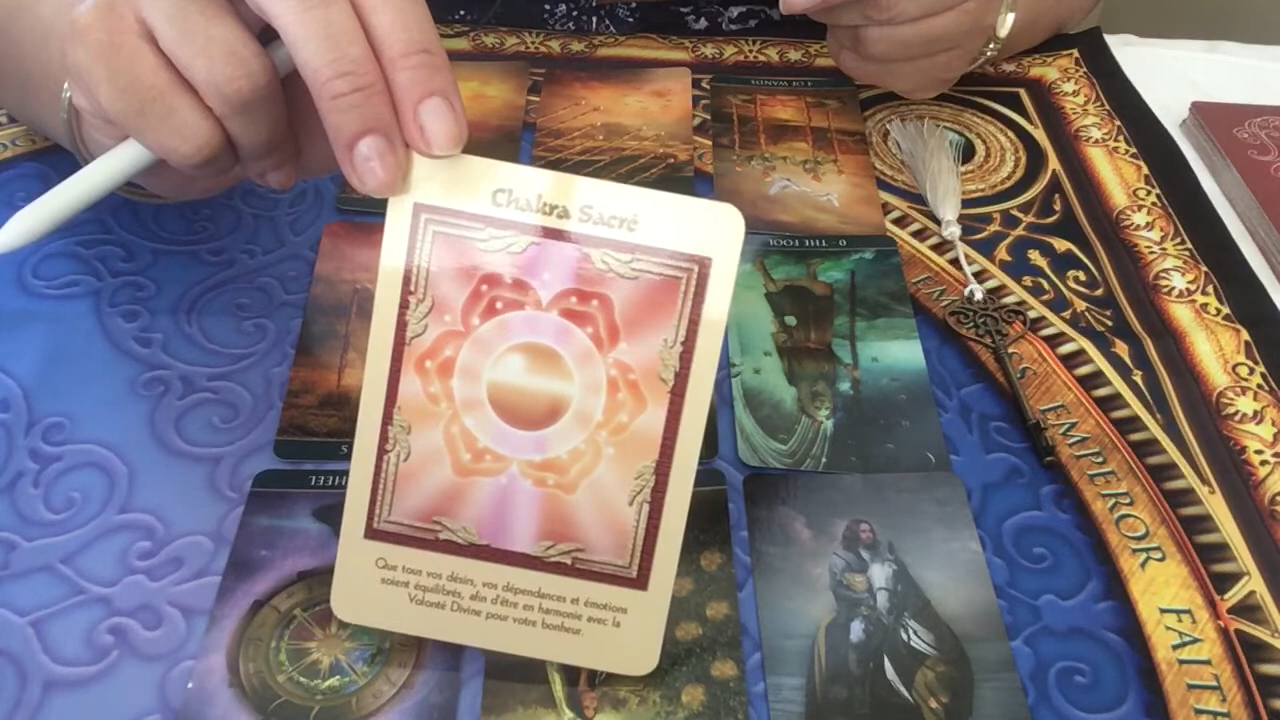 4 OF WANDS
Chakra Sacré
0 - THE FOOL
EMPEROR
FAITH
Que tous vos désirs, vos dépendances et émotions
soient équilibrés, afin d'être en harmonie avec la
Volonté Divine pour votre bonheur.